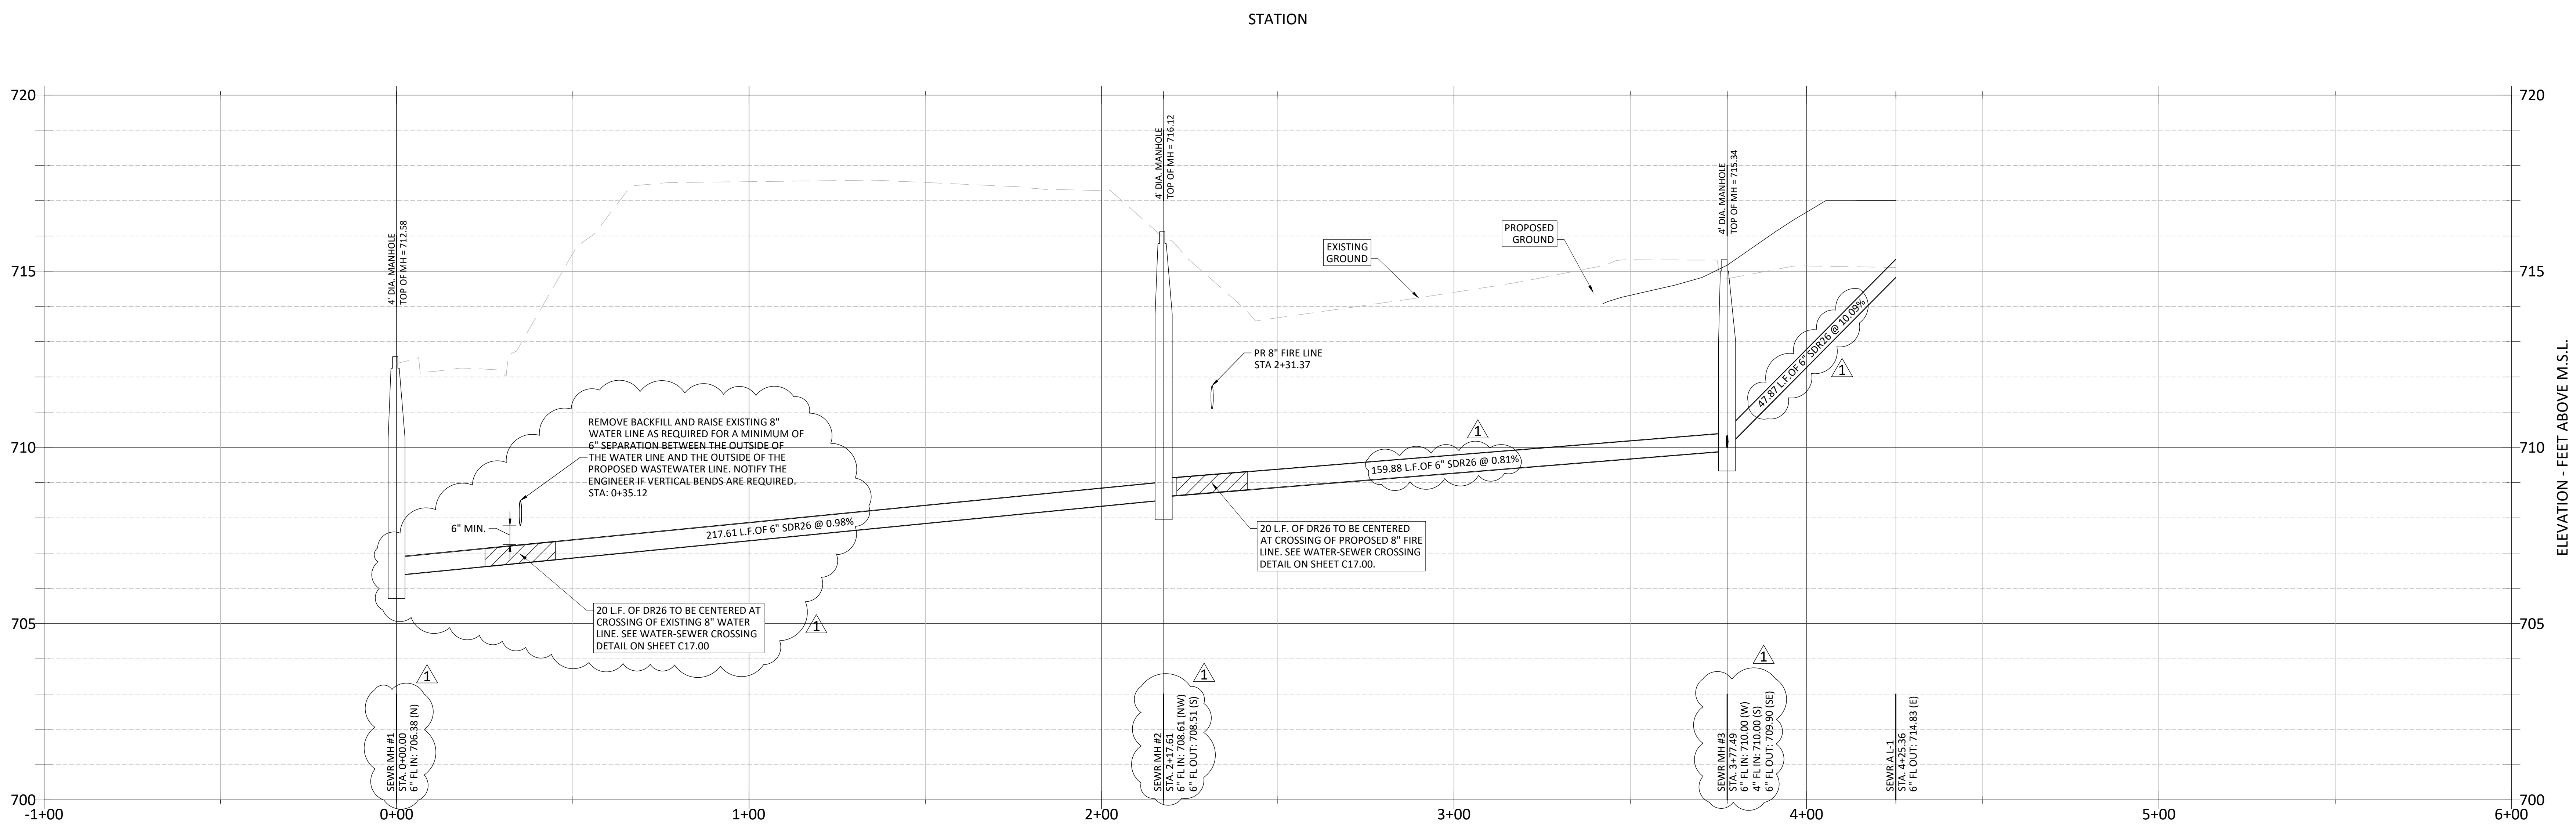 STATION
720
720
715
715
710
710
705
705
700
700
4' DIA. MANHOLE
TOP OF MH = 712.58
4' DIA. MANHOLE
TOP OF MH = 716.12
4' DIA. MANHOLE
TOP OF MH = 715.34
EXISTING
GROUND
PROPOSED
GROUND
PR 8" FIRE LINE
STA 2+31.37
REMOVE BACKFILL AND RAISE EXISTING 8"
WATER LINE AS REQUIRED FOR A MINIMUM OF
6" SEPARATION BETWEEN THE OUTSIDE OF
THE WATER LINE AND THE OUTSIDE OF THE
PROPOSED WASTEWATER LINE. NOTIFY THE
ENGINEER IF VERTICAL BENDS ARE REQUIRED.
STA: 0+35.12
6" MIN.
217.61 L.F.OF 6" SDR26 @ 0.98%
159.88 L.F.OF 6" SDR26 @ 0.81%
1
47.87 L.F.OF 6" SDR26 @ 10.09%
1
20 L.F. OF DR26 TO BE CENTERED
AT CROSSING OF PROPOSED 8" FIRE
LINE. SEE WATER-SEWER CROSSING
DETAIL ON SHEET C17.00.
20 L.F. OF DR26 TO BE CENTERED AT
CROSSING OF EXISTING 8" WATER
LINE. SEE WATER-SEWER CROSSING
DETAIL ON SHEET C17.00
1
1
SEWR MH #1
STA. 0+00.00
6" FL IN: 706.38 (N)
1
SEWR MH #2
STA. 2+17.61
6" FL IN: 708.61 (NW)
6" FL OUT: 708.51 (S)
1
SEWR MH #3
STA. 3+77.49
6" FL IN: 710.00 (W)
4" FL IN: 710.00 (S)
6" FL OUT: 709.90 (SE)
SEWR A L-1
STA. 4+25.36
6" FL OUT: 714.83 (E)
ELEVATION - FEET ABOVE M.S.L.
-1+00
0+00
1+00
2+00
3+00
4+00
5+00
6+00